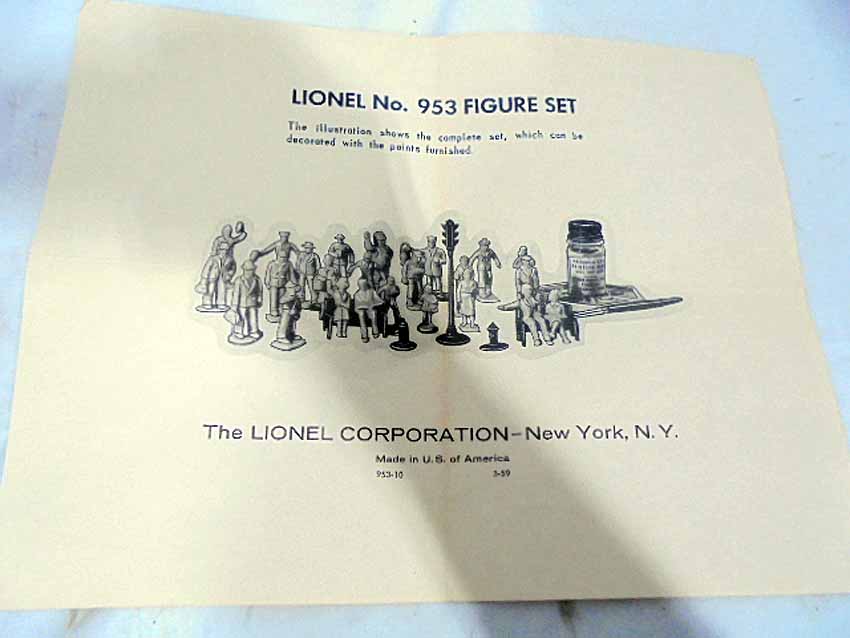 LIONEL No. 953 FIGURE SET
The illustration shows the complete set, which can be
decorated with the paints furnished.
The LIONEL CORPORATION—New York, N.Y.
Made in U.S. of America
953-10 3-59